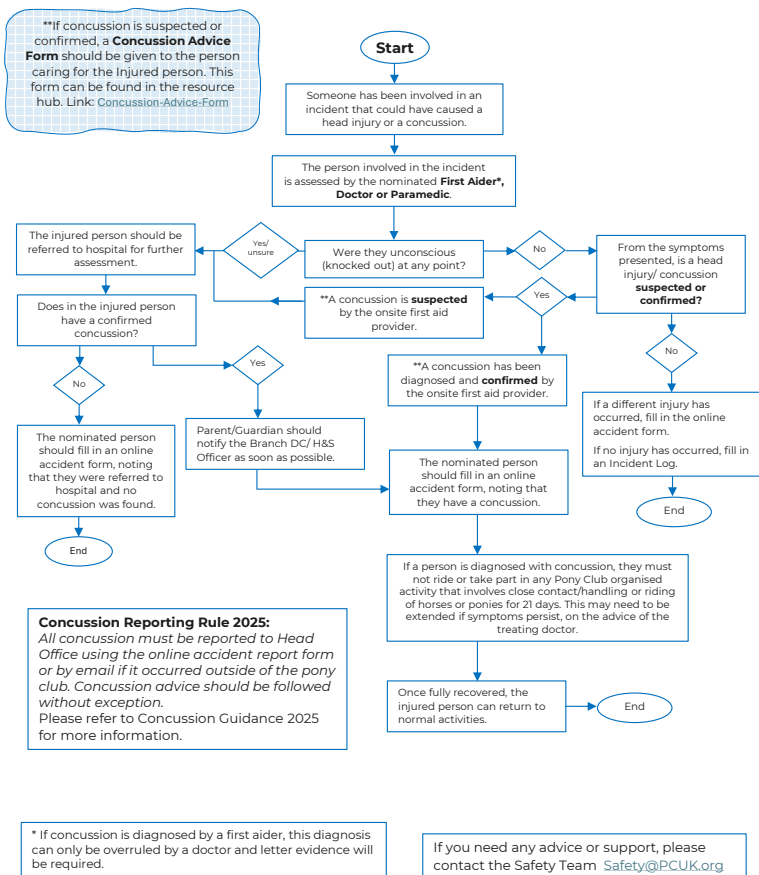 **If concussion is suspected or
confirmed, a Concussion Advice
Form should be given to the person
caring for the Injured person. This
form can be found in the resource
hub. Link: Concussion-Advice-Form
Start
Someone has been involved in an
incident that could have caused a
head injury or a concussion.
The person involved in the incident
is assessed by the nominated First Aider*,
Doctor or Paramedic.
The injured person should be
referred to hospital for further
assessment.
Yes/
unsure
Were they unconscious
(knocked out) at any point?
No
From the symptoms
presented, is a head
injury/ concussion
suspected or
confirmed?
**A concussion is suspected
by the onsite first aid
provider.
Yes
Does in the injured person
have a confirmed
concussion?
No
Yes
**A concussion has been
diagnosed and confirmed by
the onsite first aid provider.
No
If a different injury has
occurred, fill in the online
accident form.
If no injury has occurred, fill in
an Incident Log.
End
The nominated person
should fill in an online
accident form, noting
that they were referred to
hospital and no
concussion was found.
End
Parent/Guardian should
notify the Branch DC/ H&S
Officer as soon as possible.
The nominated person
should fill in an online
accident form, noting that
they have a concussion.
If a person is diagnosed with concussion, they must
not ride or take part in any Pony Club organised
activity that involves close contact/handling or riding
of horses or ponies for 21 days. This may need to be
extended if symptoms persist, on the advice of the
treating doctor.
Once fully recovered, the
injured person can return to
normal activities.
End
Concussion Reporting Rule 2025:
All concussion must be reported to Head
Office using the online accident report form
or by email if it occurred outside of the pony
club. Concussion advice should be followed
without exception.
Please refer to Concussion Guidance 2025
for more information.
* If concussion is diagnosed by a first aider, this diagnosis
can only be overruled by a doctor and letter evidence will
be required.
If you need any advice or support, please
contact the Safety Team Safety@PCUK.org